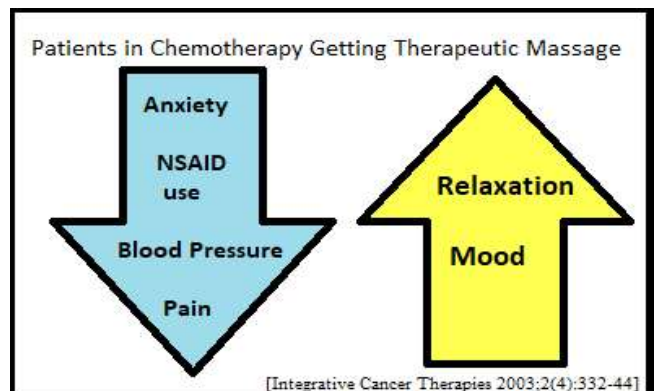 Patients in Chemotherapy Getting Therapeutic Massage
Anxiety
NSAID
use
Blood Pressure
Pain
Relaxation
Mood
[Integrative Cancer Therapies 2003;2(4):332-44]